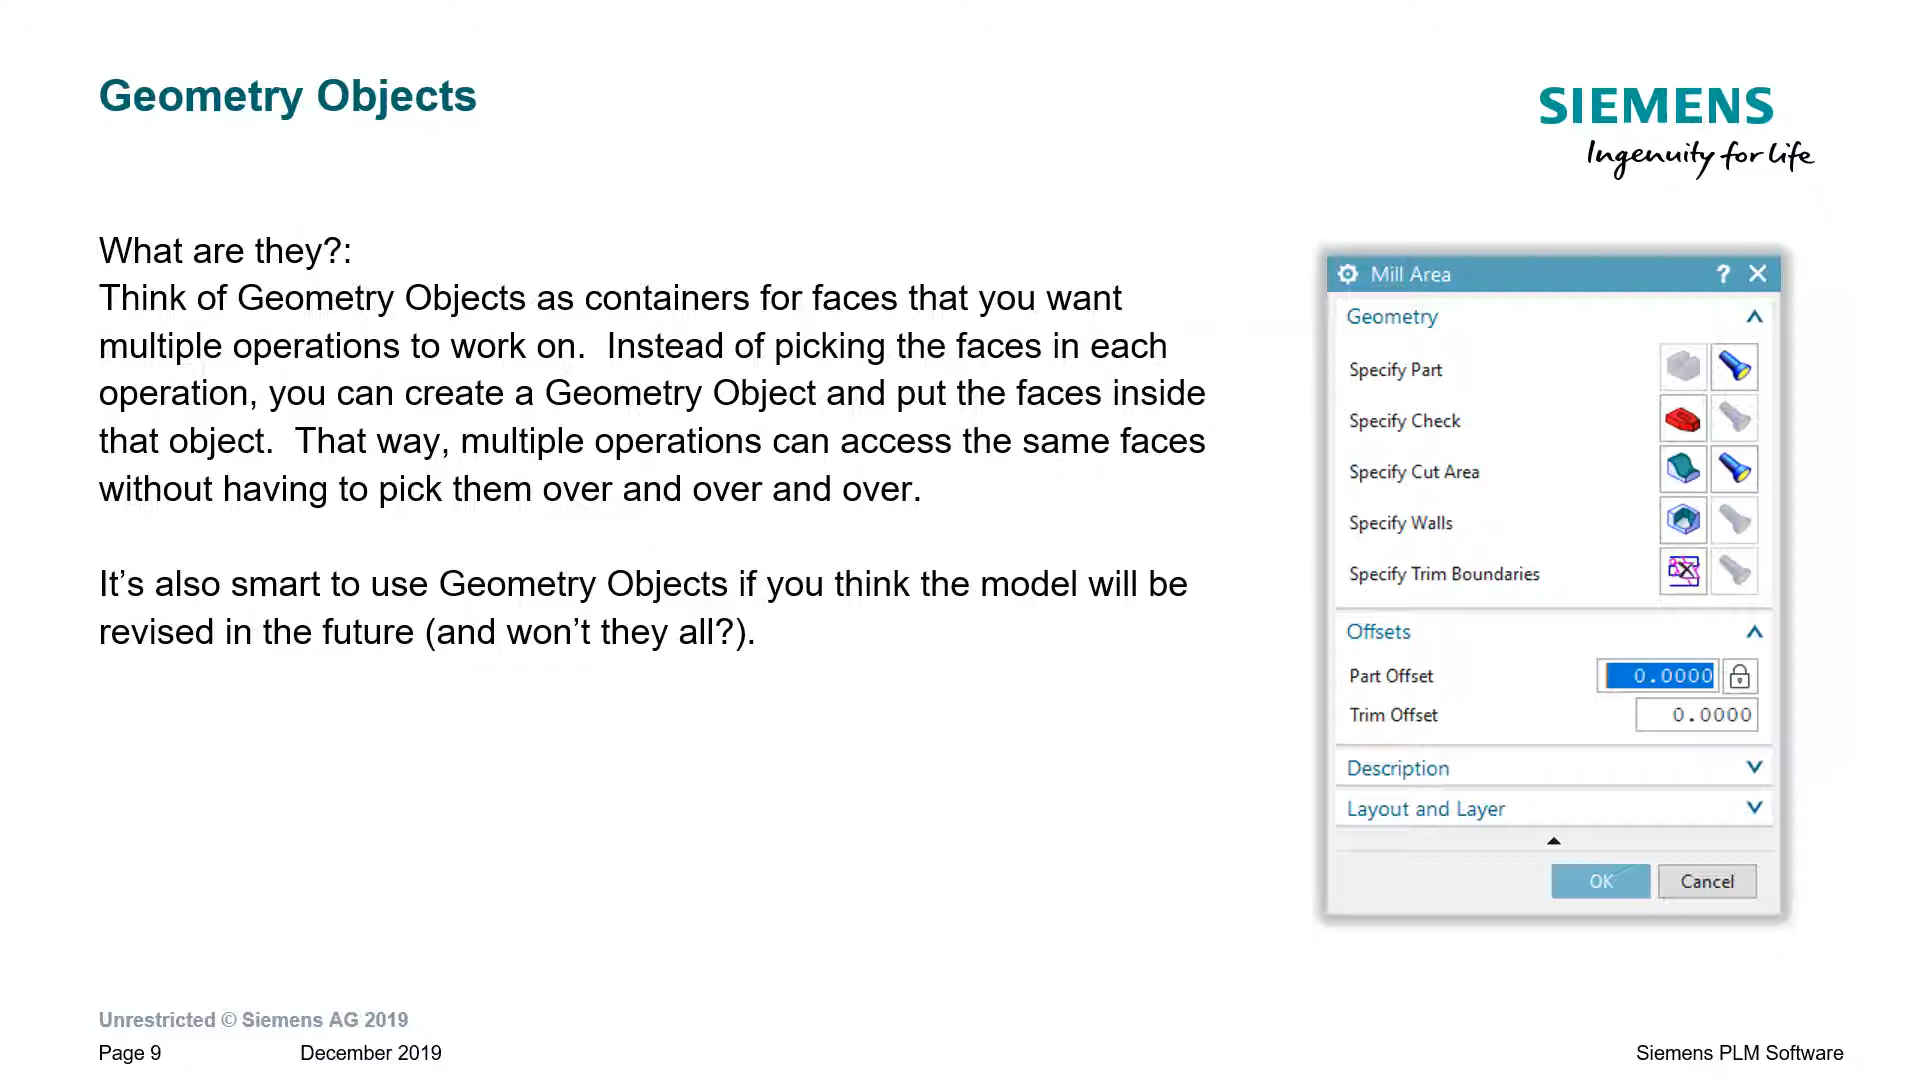 Geometry Objects
SIEMENS
Ingenuity for life
What are they?:
Think of Geometry Objects as containers for faces that you want
multiple operations to work on.  Instead of picking the faces in each
operation, you can create a Geometry Object and put the faces inside
that object.  That way, multiple operations can access the same faces
without having to pick them over and over and over.
It’s also smart to use Geometry Objects if you think the model will be
revised in the future (and won’t they all?).
Mill Area ?
Geometry
Specify Part
Specify Check
Specify Cut Area
Specify Walls
Specify Trim Boundaries
Offsets
Part Offset 0.0000
Trim Offset 0.0000
Description
Layout and Layer
OK Cancel
Unrestricted © Siemens AG 2019
Page 9 December 2019 Siemens PLM Software